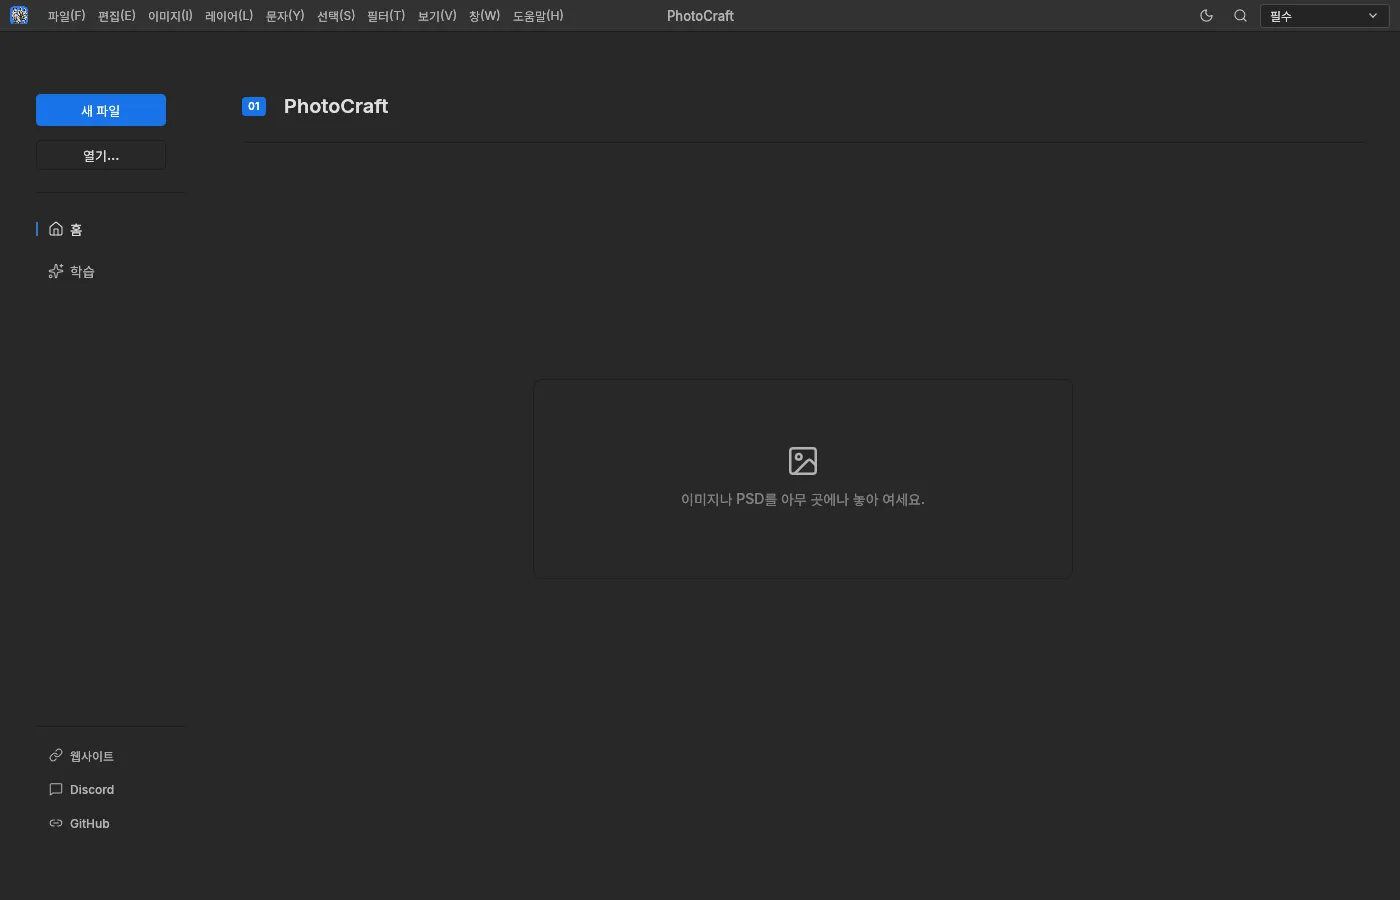 파일(F) 편집(E) 이미지(I) 레이어(L) 문자(Y) 선택(S) 필터(T) 보기(V) 창(W) 도움말(H) PhotoCraft 필수
새 파일
열기...
홈
학습
01 PhotoCraft
이미지나 PSD를 아무 곳에나 놓아 여세요.
웹사이트
Discord
GitHub